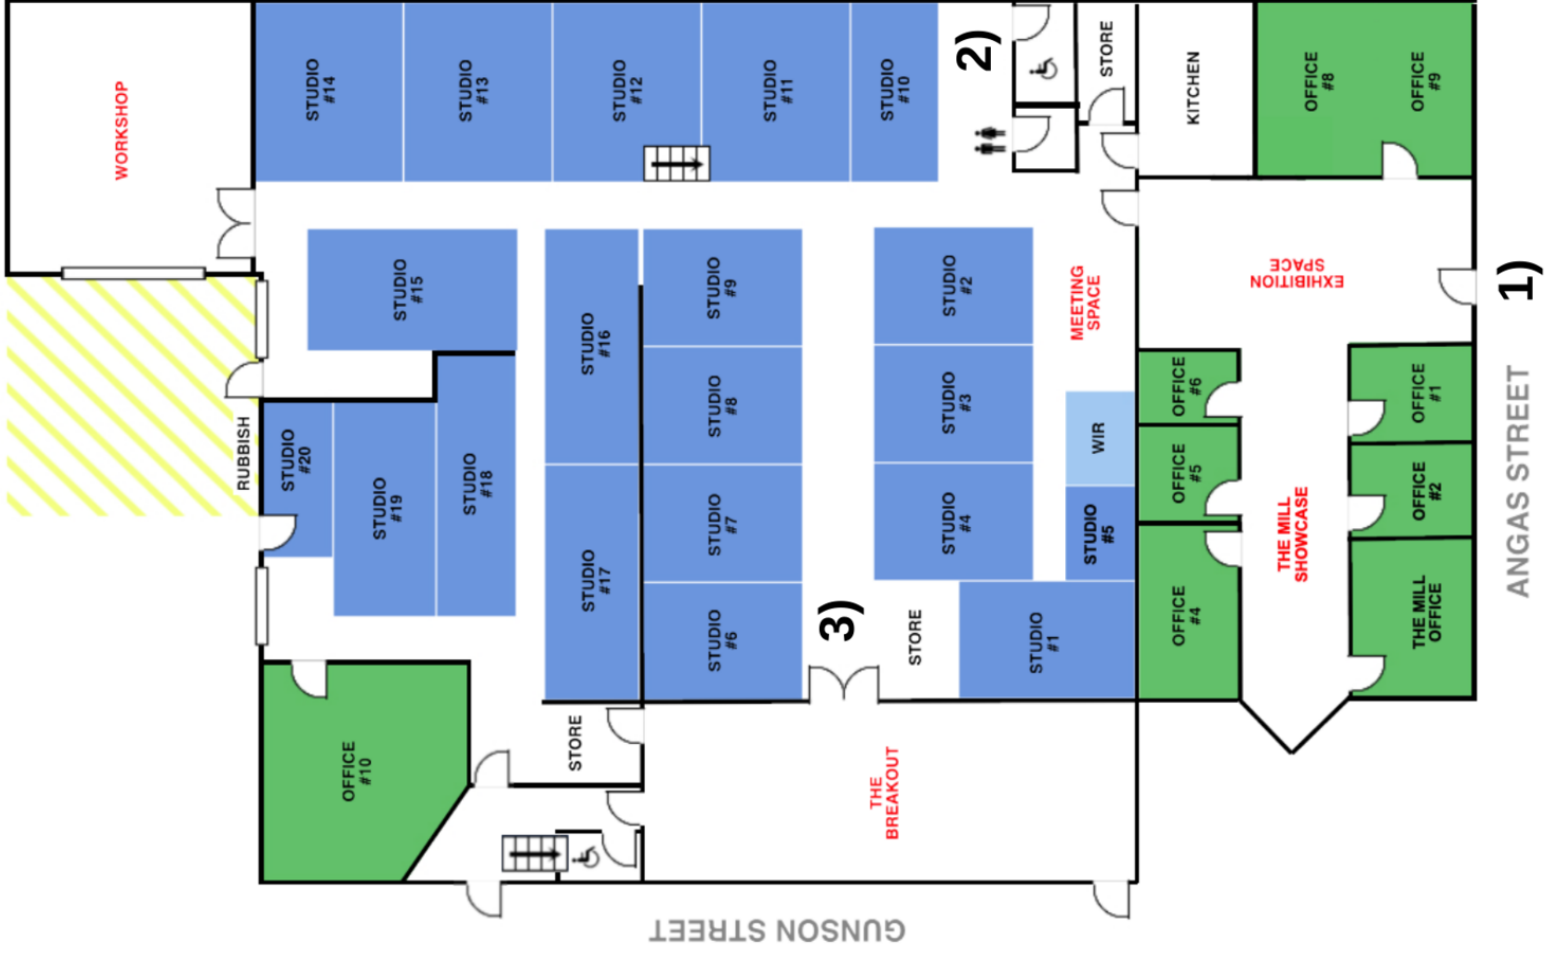 WORKSHOP
STUDIO
#14
STUDIO
#13
STUDIO
#12
STUDIO
#11
STUDIO
#10
2)
STORE
KITCHEN
OFFICE
#8
OFFICE
#9
STUDIO
#15
STUDIO
#16
STUDIO
#9
STUDIO
#2
MEETING
SPACE
EXHIBITION
SPACE
1)
RUBBISH
STUDIO
#20
STUDIO
#19
STUDIO
#18
STUDIO
#8
STUDIO
#3
WIR
OFFICE
#6
OFFICE
#1
STUDIO
#17
STUDIO
#7
STUDIO
#4
STUDIO
#5
OFFICE
#5
THE MILL
SHOWCASE
OFFICE
#2
ANGAS STREET
STUDIO
#6
3)
STORE
STUDIO
#1
OFFICE
#4
THE MILL
OFFICE
OFFICE
#10
STORE
THE
BREAKOUT
GUNSON STREET